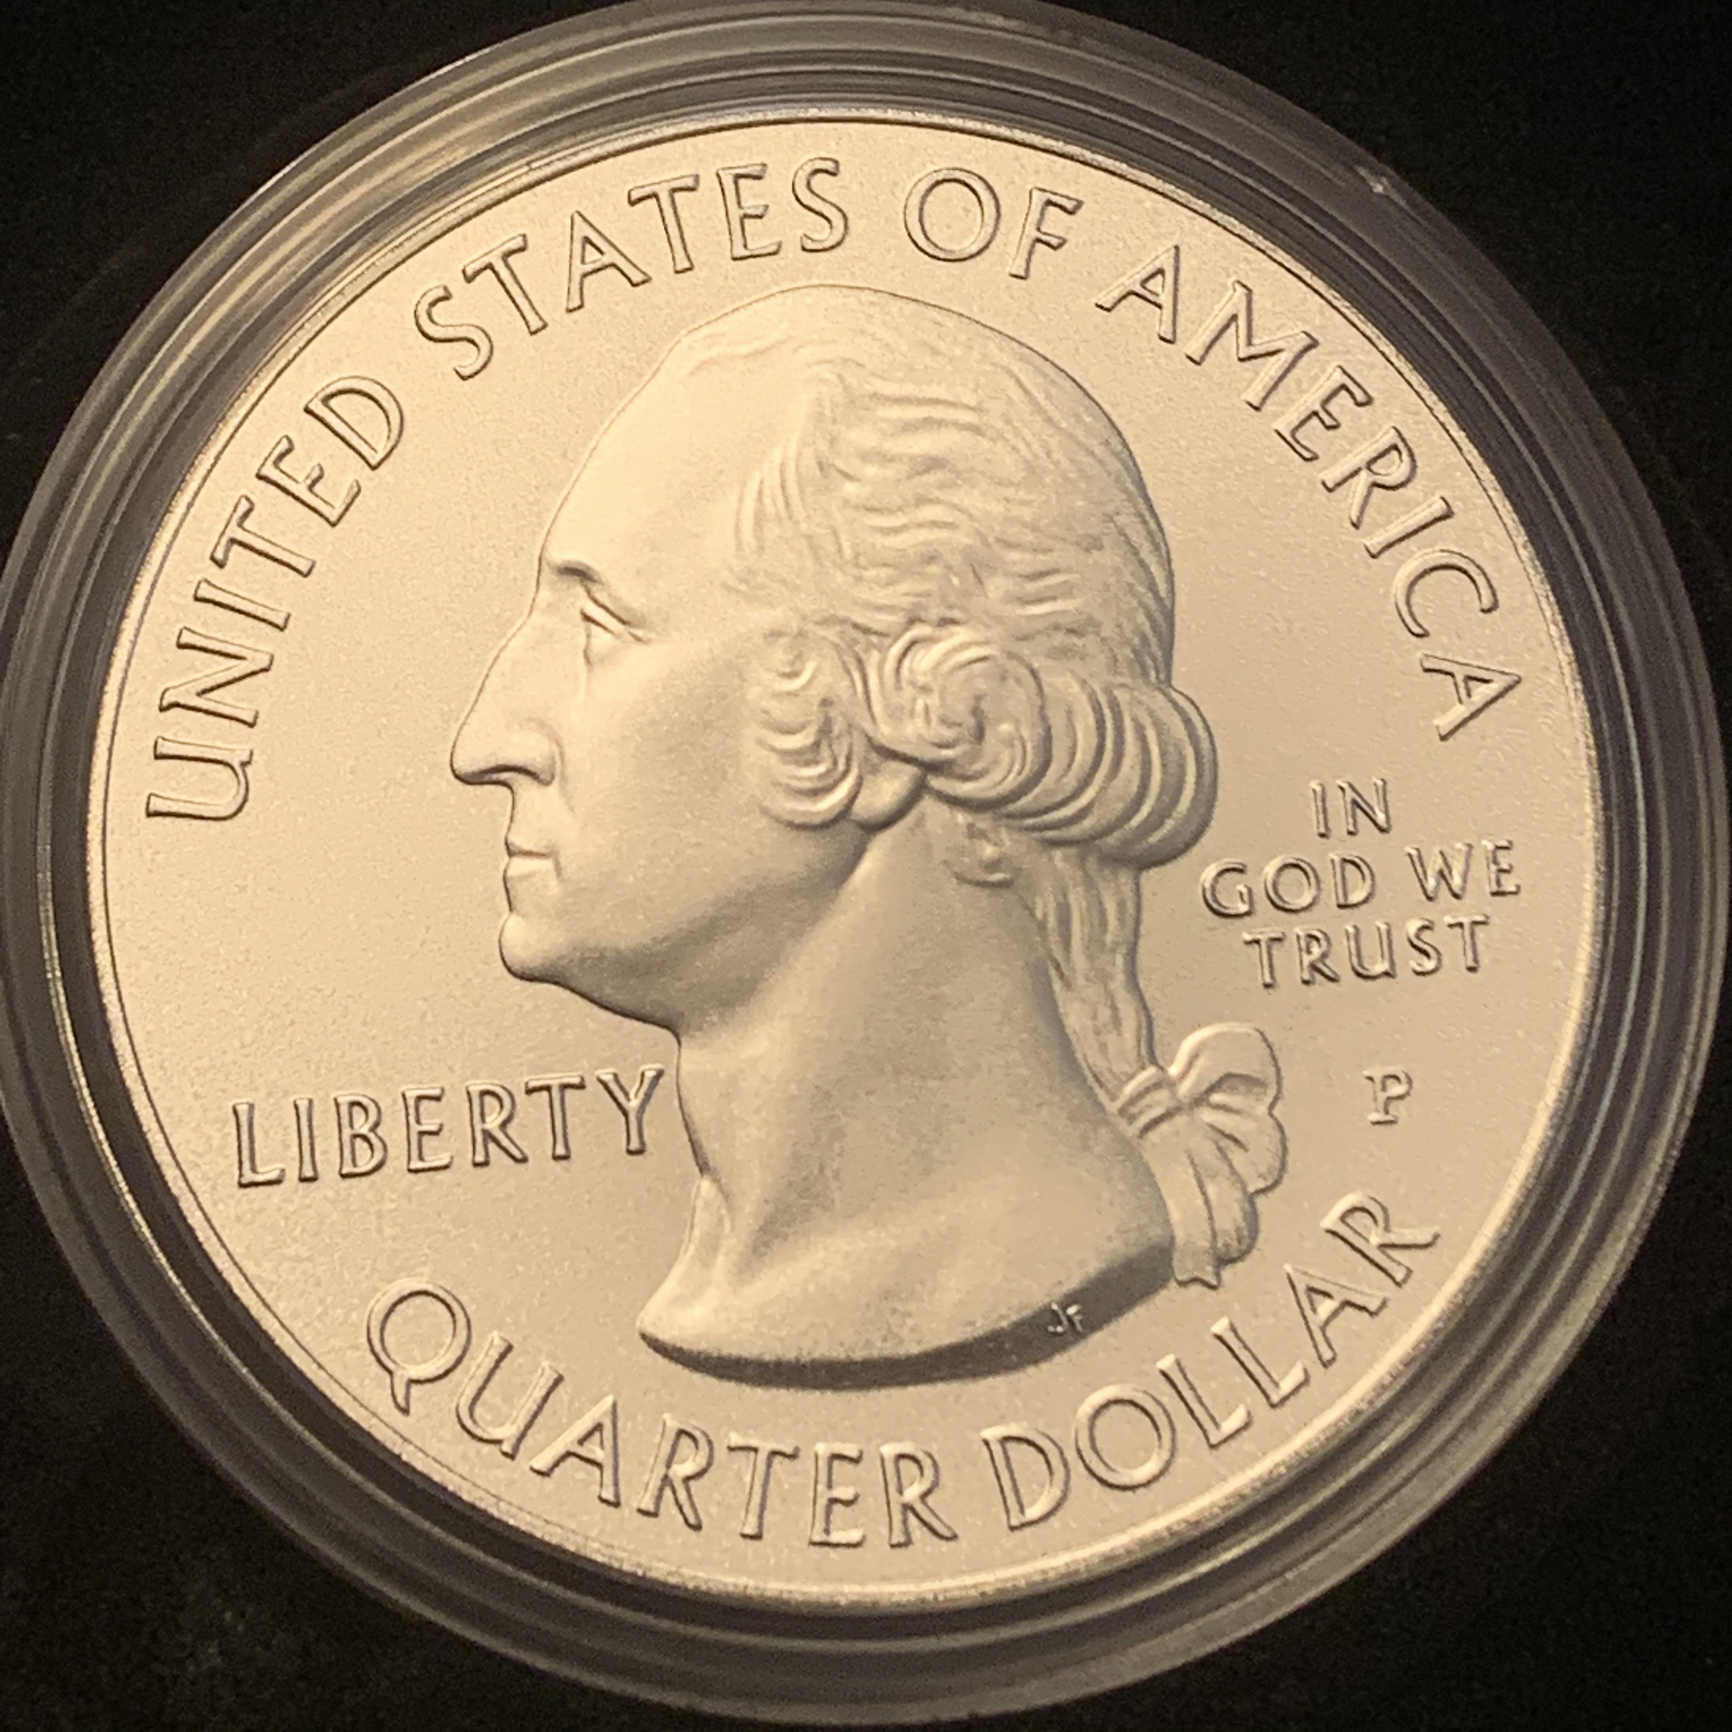 UNITED STATES OF AMERICA
IN
GOD WE
TRUST
P
LIBERTY
JF
QUARTER DOLLAR